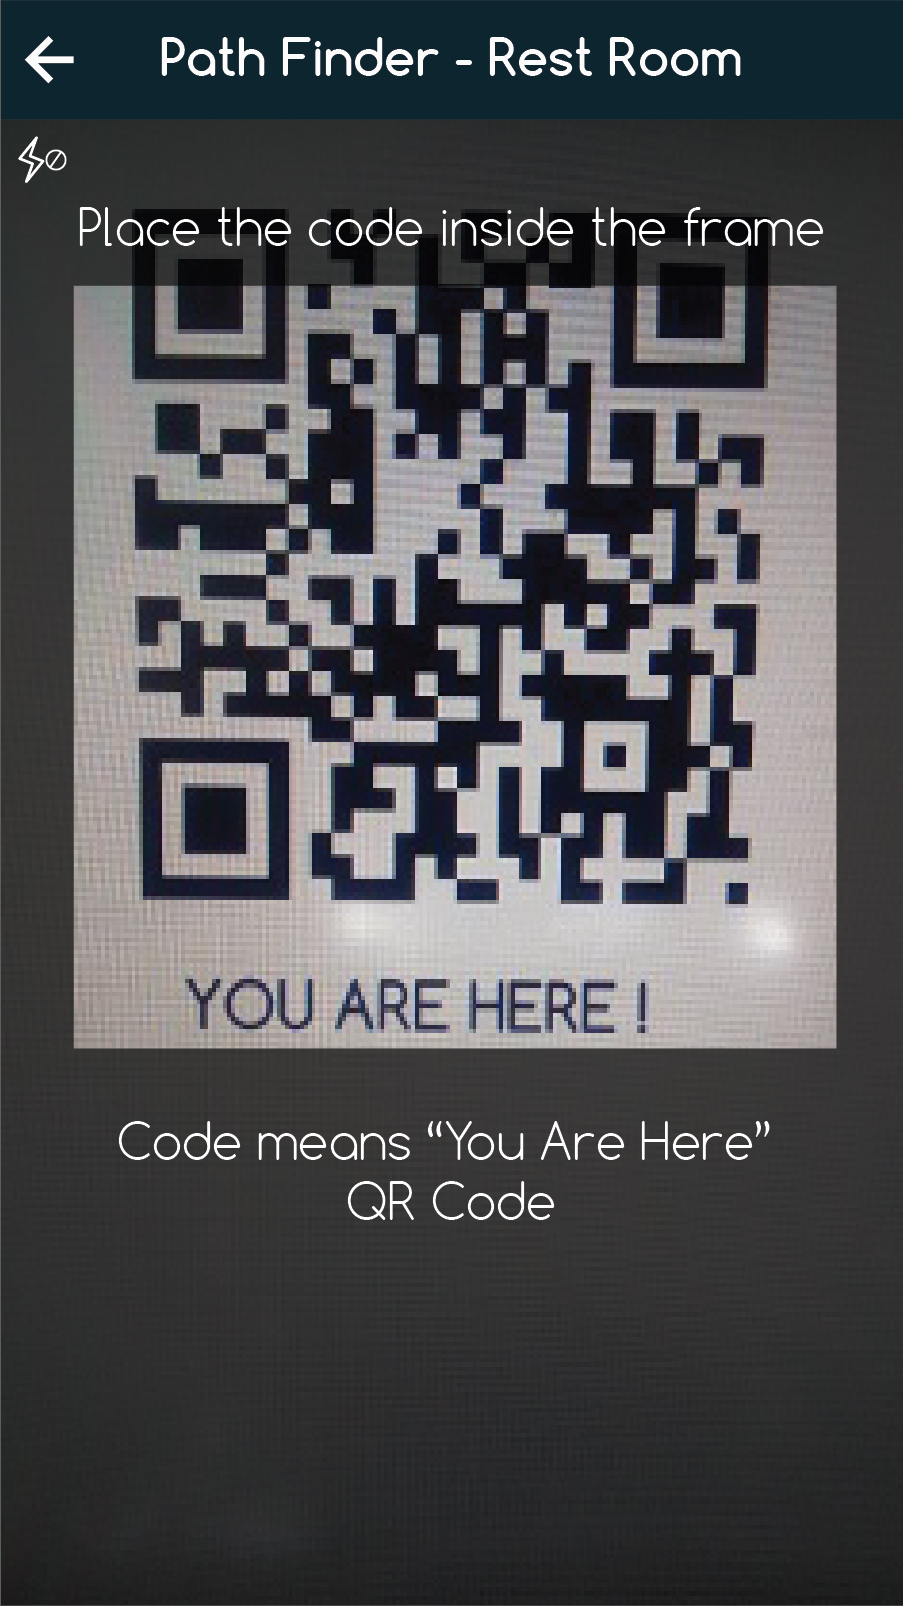 Path Finder - Rest Room
Place the code inside the frame
YOU ARE HERE !
Code means “You Are Here”
QR Code